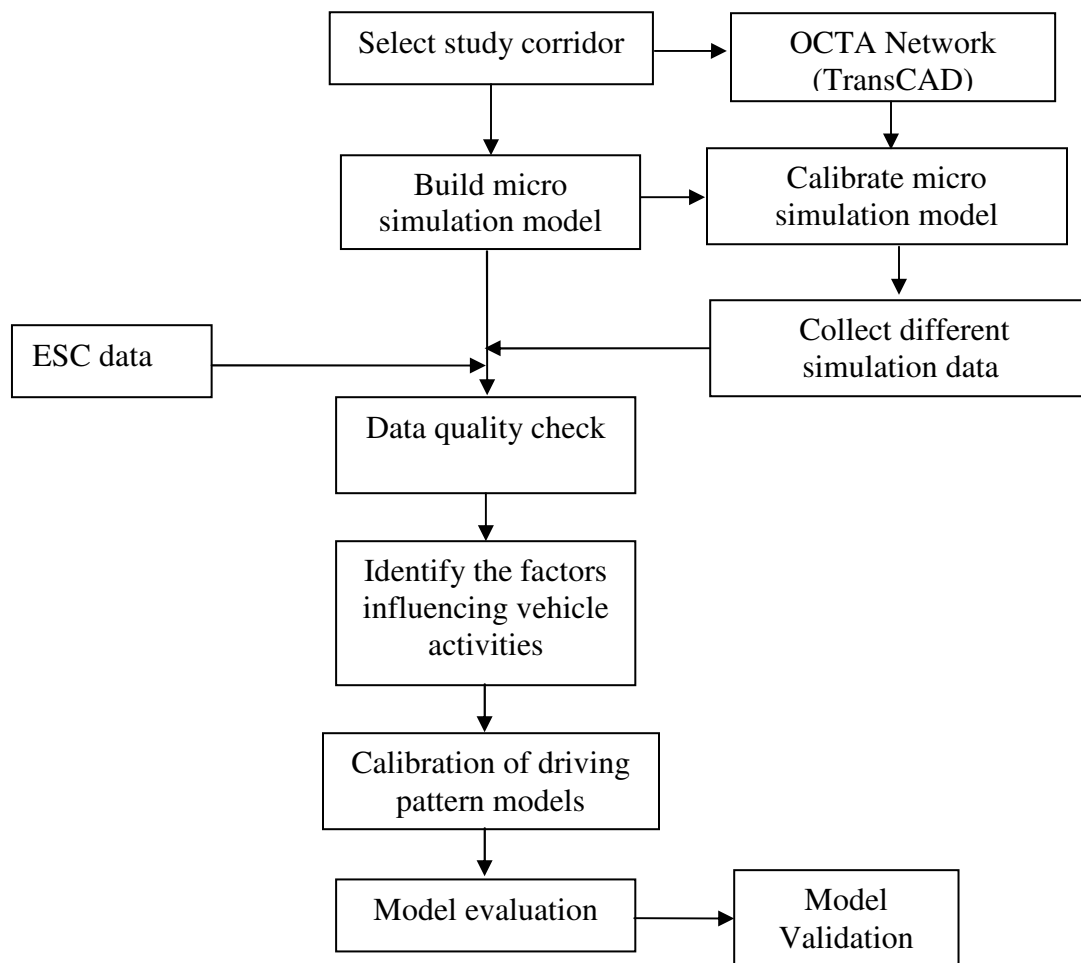 Select study corridor
OCTA Network
(TransCAD)
Build micro
simulation model
Calibrate micro
simulation model
ESC data
Collect different
simulation data
Data quality check
Identify the factors
influencing vehicle
activities
Calibration of driving
pattern models
Model evaluation
Model
Validation